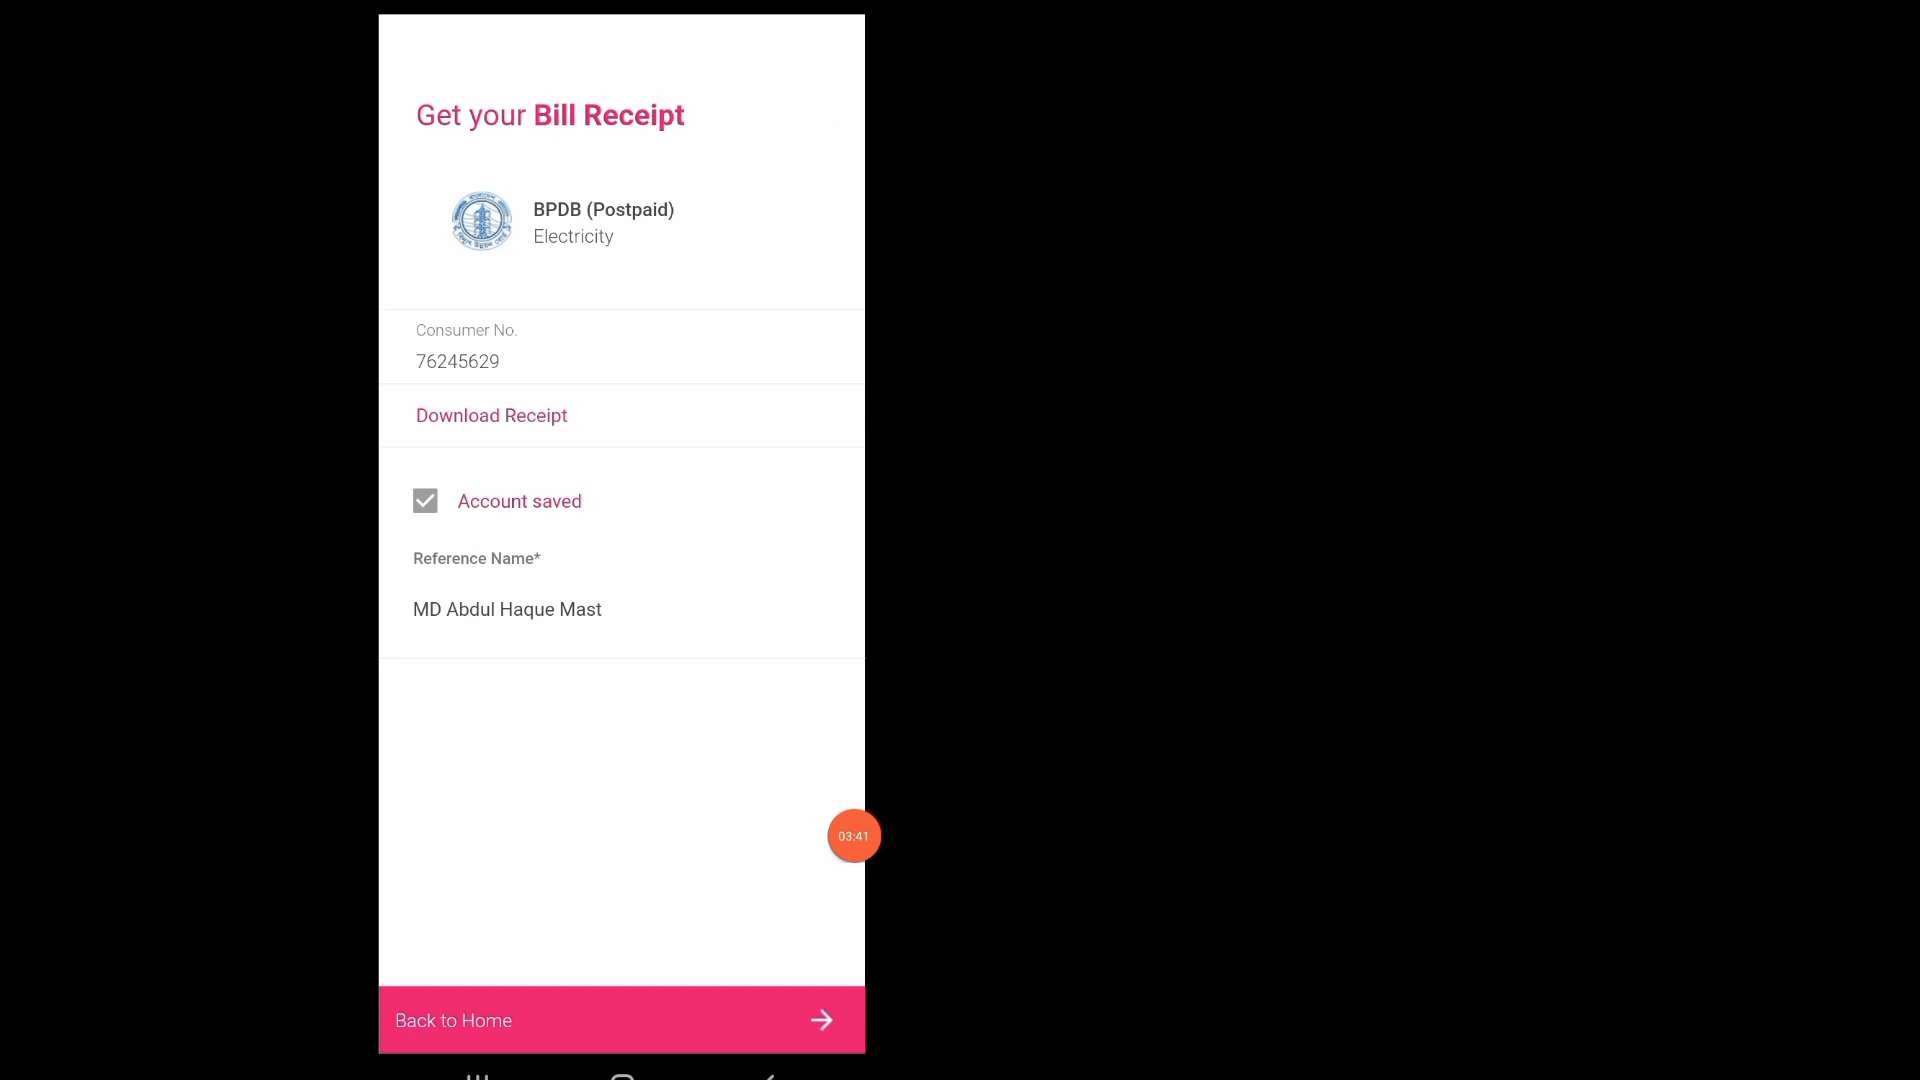 Get your Bill Receipt
BPDB (Postpaid)
Electricity
Consumer No.
76245629
Download Receipt
Account saved
Reference Name*
MD Abdul Haque Mast
03:41
Back to Home